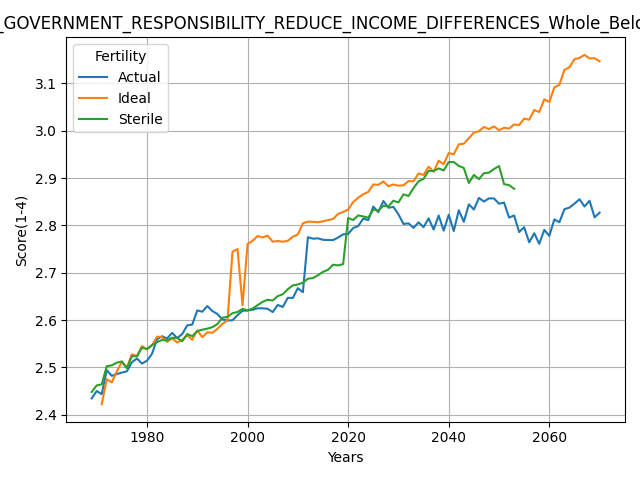 _GOVERNMENT_RESPONSIBILITY_REDUCE_INCOME_DIFFERENCES_Whole_
Fertility
Actual
Ideal
Sterile
Score(1-4)
3.1
3.0
2.9
2.8
2.7
2.6
2.5
2.4
1980
2000
2020
2040
2060
Years